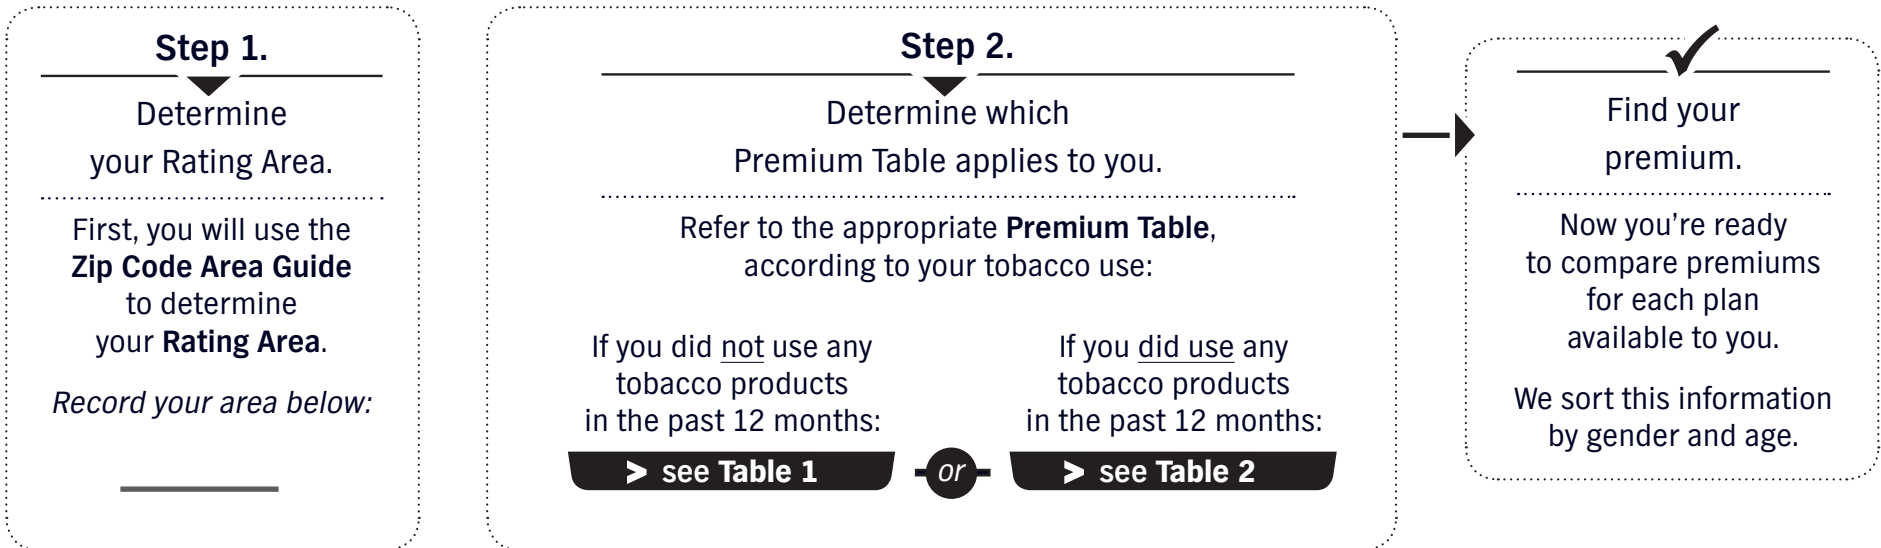 Step 1.
Determine
your Rating Area.
First, you will use the
Zip Code Area Guide
to determine
your Rating Area.
Record your area below:
Step 2.
Determine which
Premium Table applies to you.
Refer to the appropriate Premium Table,
according to your tobacco use:
If you did not use any
tobacco products
in the past 12 months:
> see Table 1
or
If you did use any
tobacco products
in the past 12 months:
> see Table 2
Find your
premium.
Now you’re ready
to compare premiums
for each plan
available to you.
We sort this information
by gender and age.